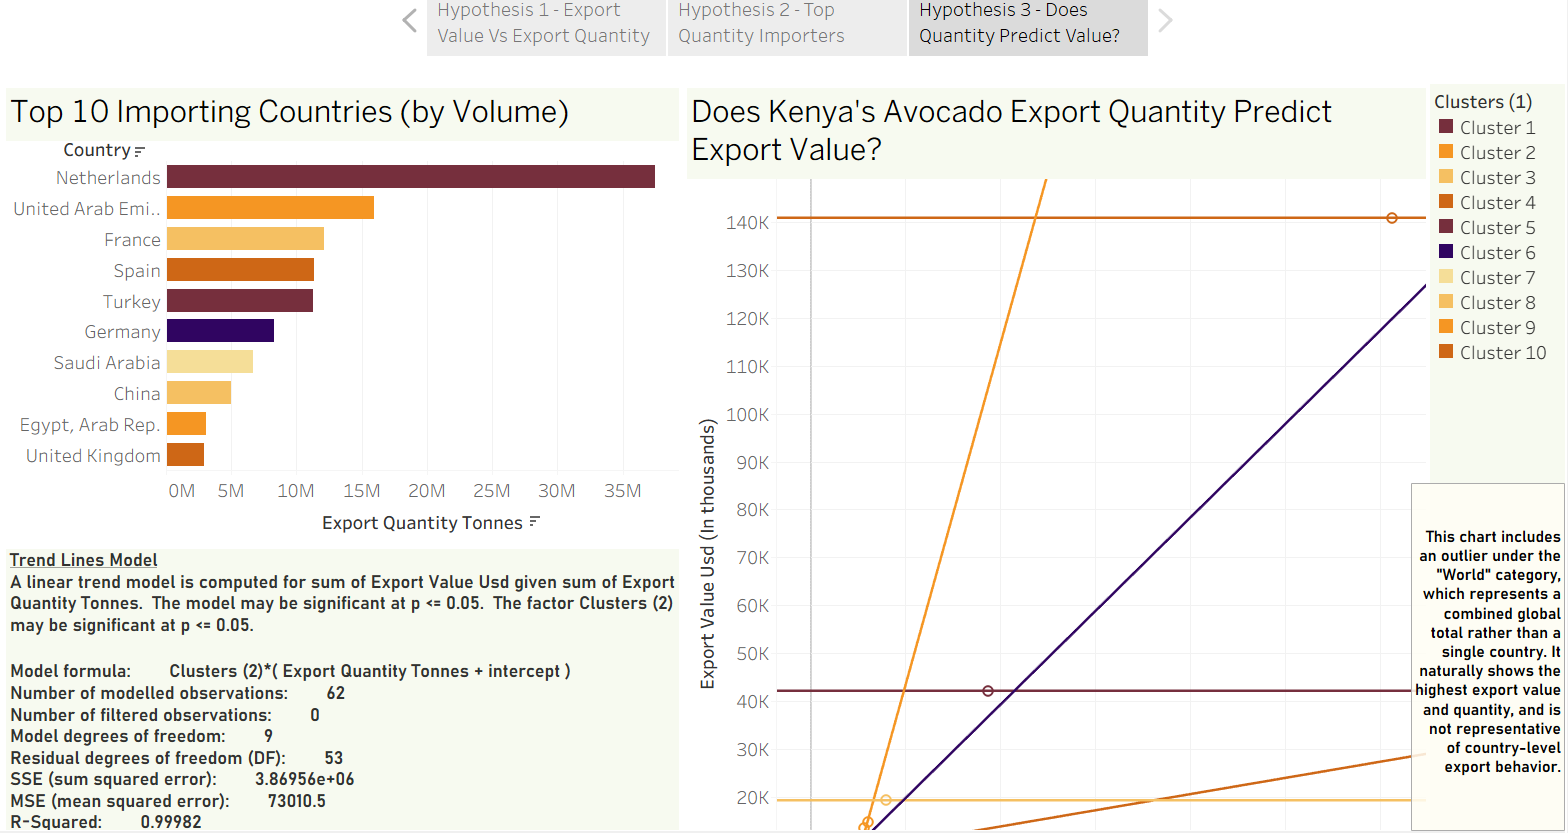 Hypothesis 1 - Export
Value Vs Export Quantity
Hypothesis 2 - Top
Quantity Importers
Hypothesis 3 - Does
Quantity Predict Value?
Top 10 Importing Countries (by Volume)
Country
Netherlands
United Arab Emi..
France
Spain
Turkey
Germany
Saudi Arabia
China
Egypt, Arab Rep.
United Kingdom
0M 5M 10M 15M 20M 25M 30M 35M
Export Quantity Tonnes
Trend Lines Model
A linear trend model is computed for sum of Export Value Usd given sum of Export
Quantity Tonnes. The model may be significant at p <= 0.05. The factor Clusters (2)
may be significant at p <= 0.05.
Model formula: Clusters (2)*( Export Quantity Tonnes + intercept )
Number of modelled observations: 62
Number of filtered observations: 0
Model degrees of freedom: 9
Residual degrees of freedom (DF): 53
SSE (sum squared error): 3.86956e+06
MSE (mean squared error): 73010.5
R-Squared: 0.99982
Does Kenya's Avocado Export Quantity Predict
Export Value?
Export Value Usd (In thousands)
140K
130K
120K
110K
100K
90K
80K
70K
60K
50K
40K
30K
20K
Clusters (1)
Cluster 1
Cluster 2
Cluster 3
Cluster 4
Cluster 5
Cluster 6
Cluster 7
Cluster 8
Cluster 9
Cluster 10
This chart includes
an outlier under the
"World" category,
which represents a
combined global
total rather than a
single country. It
naturally shows the
highest export value
and quantity, and is
not representative
of country-level
export behavior.